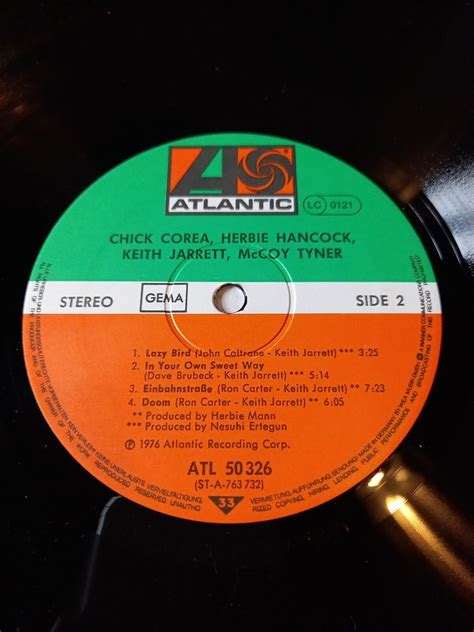 ATLANTIC
LC 0121
CHICK COREA, HERBIE HANCOCK,
KEITH JARRETT, McCOY TYNER
STEREO
GEMA
SIDE 2
1. Lazy Bird (John Coltrane - Keith Jarrett) *** 3:25
2. In Your Own Sweet Way
(Dave Brubeck - Keith Jarrett) *** 5:14
3. Einbahnstraße (Ron Carter - Keith Jarrett) ** 7:23
4. Doom (Ron Carter - Keith Jarrett) ** 6:05
** Produced by Herbie Mann
*** Produced by Nesuhi Ertegun
℗ 1976 Atlantic Recording Corp.
ATL 50 326
(ST-A-763 732)
33